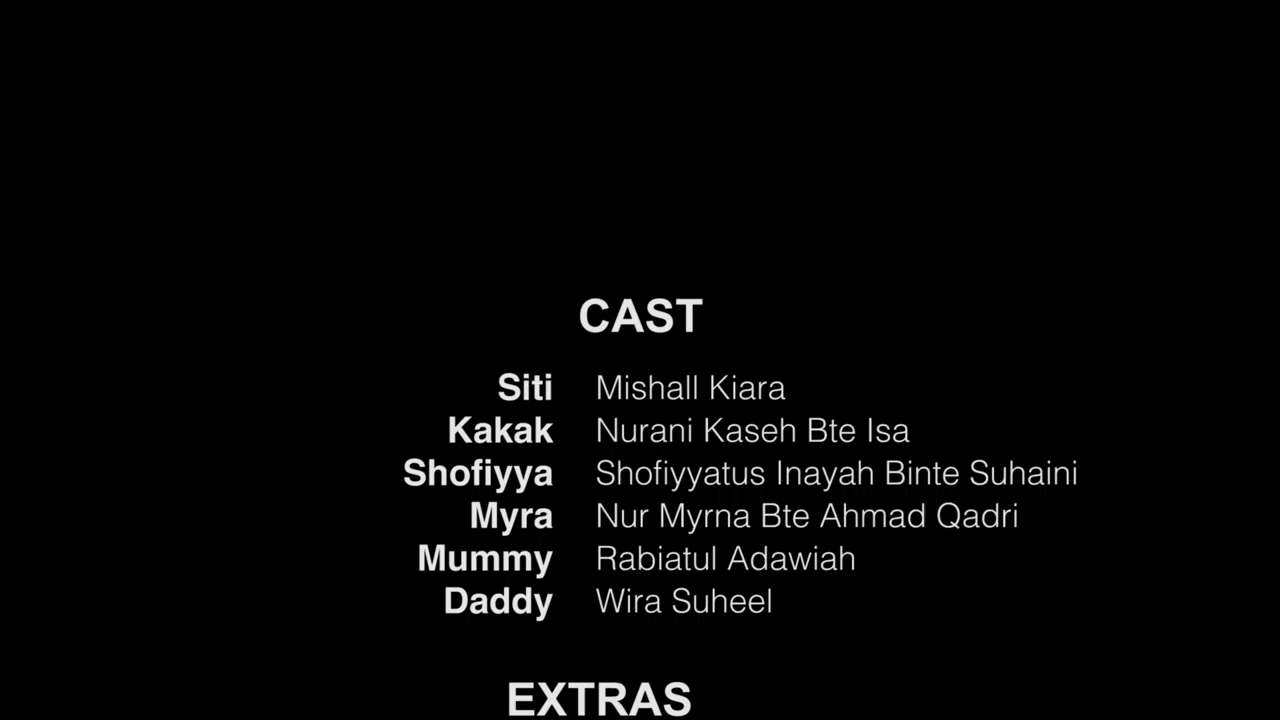 CAST
Siti Mishall Kiara
Kakak Nurani Kaseh Bte Isa
Shofiyya Shofiyyatus Inayah Binte Suhaini
Myra Nur Myrna Bte Ahmad Qadri
Mummy Rabiatul Adawiah
Daddy Wira Suheel
EXTRAS